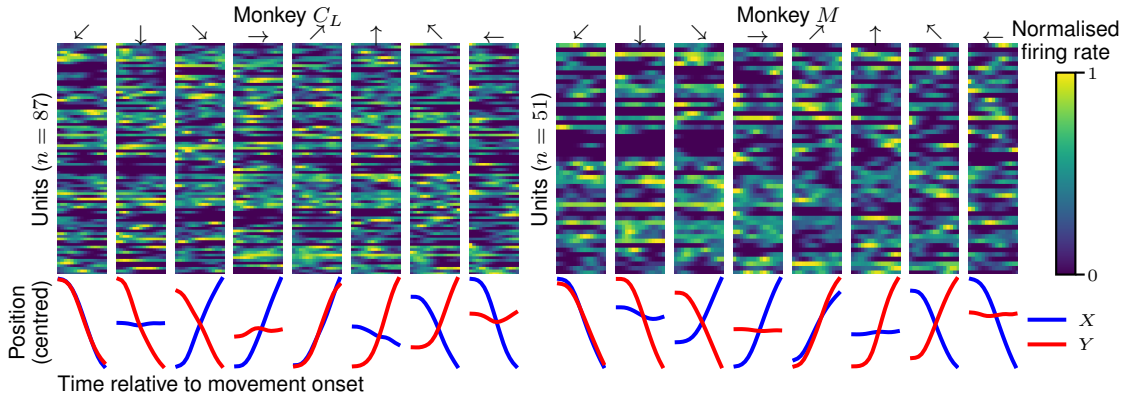 Monkey C_L
Monkey M
↙ ↓ ↘ → ↗ ↑ ↖ ←
↙ ↓ ↘ → ↗ ↑ ↖ ←
Normalised
firing rate
Units (n = 87)
Units (n = 51)
1
0
Position
(centred)
X
Y
Time relative to movement onset